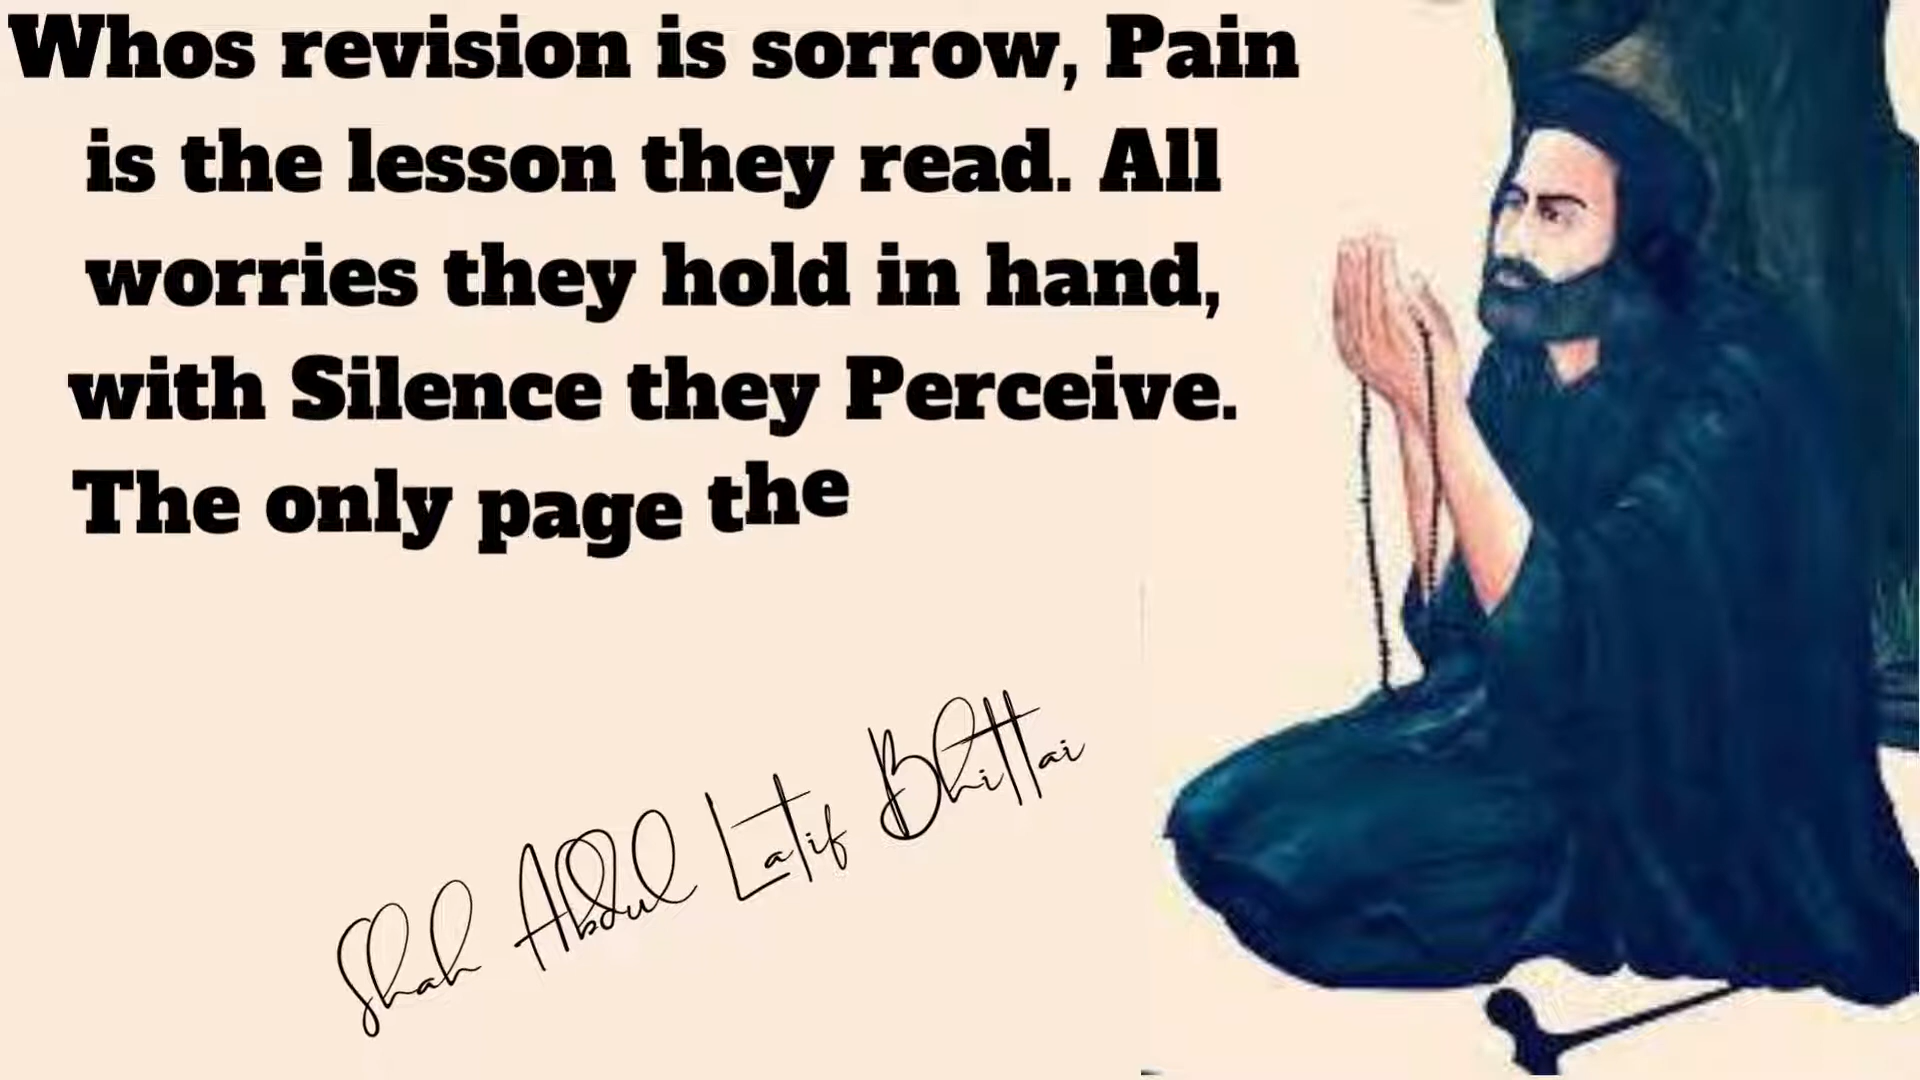 Whos revision is sorrow, Pain
is the lesson they read. All
worries they hold in hand,
with Silence they Perceive.
The only page the
Shah Abdul Latif Bhittai